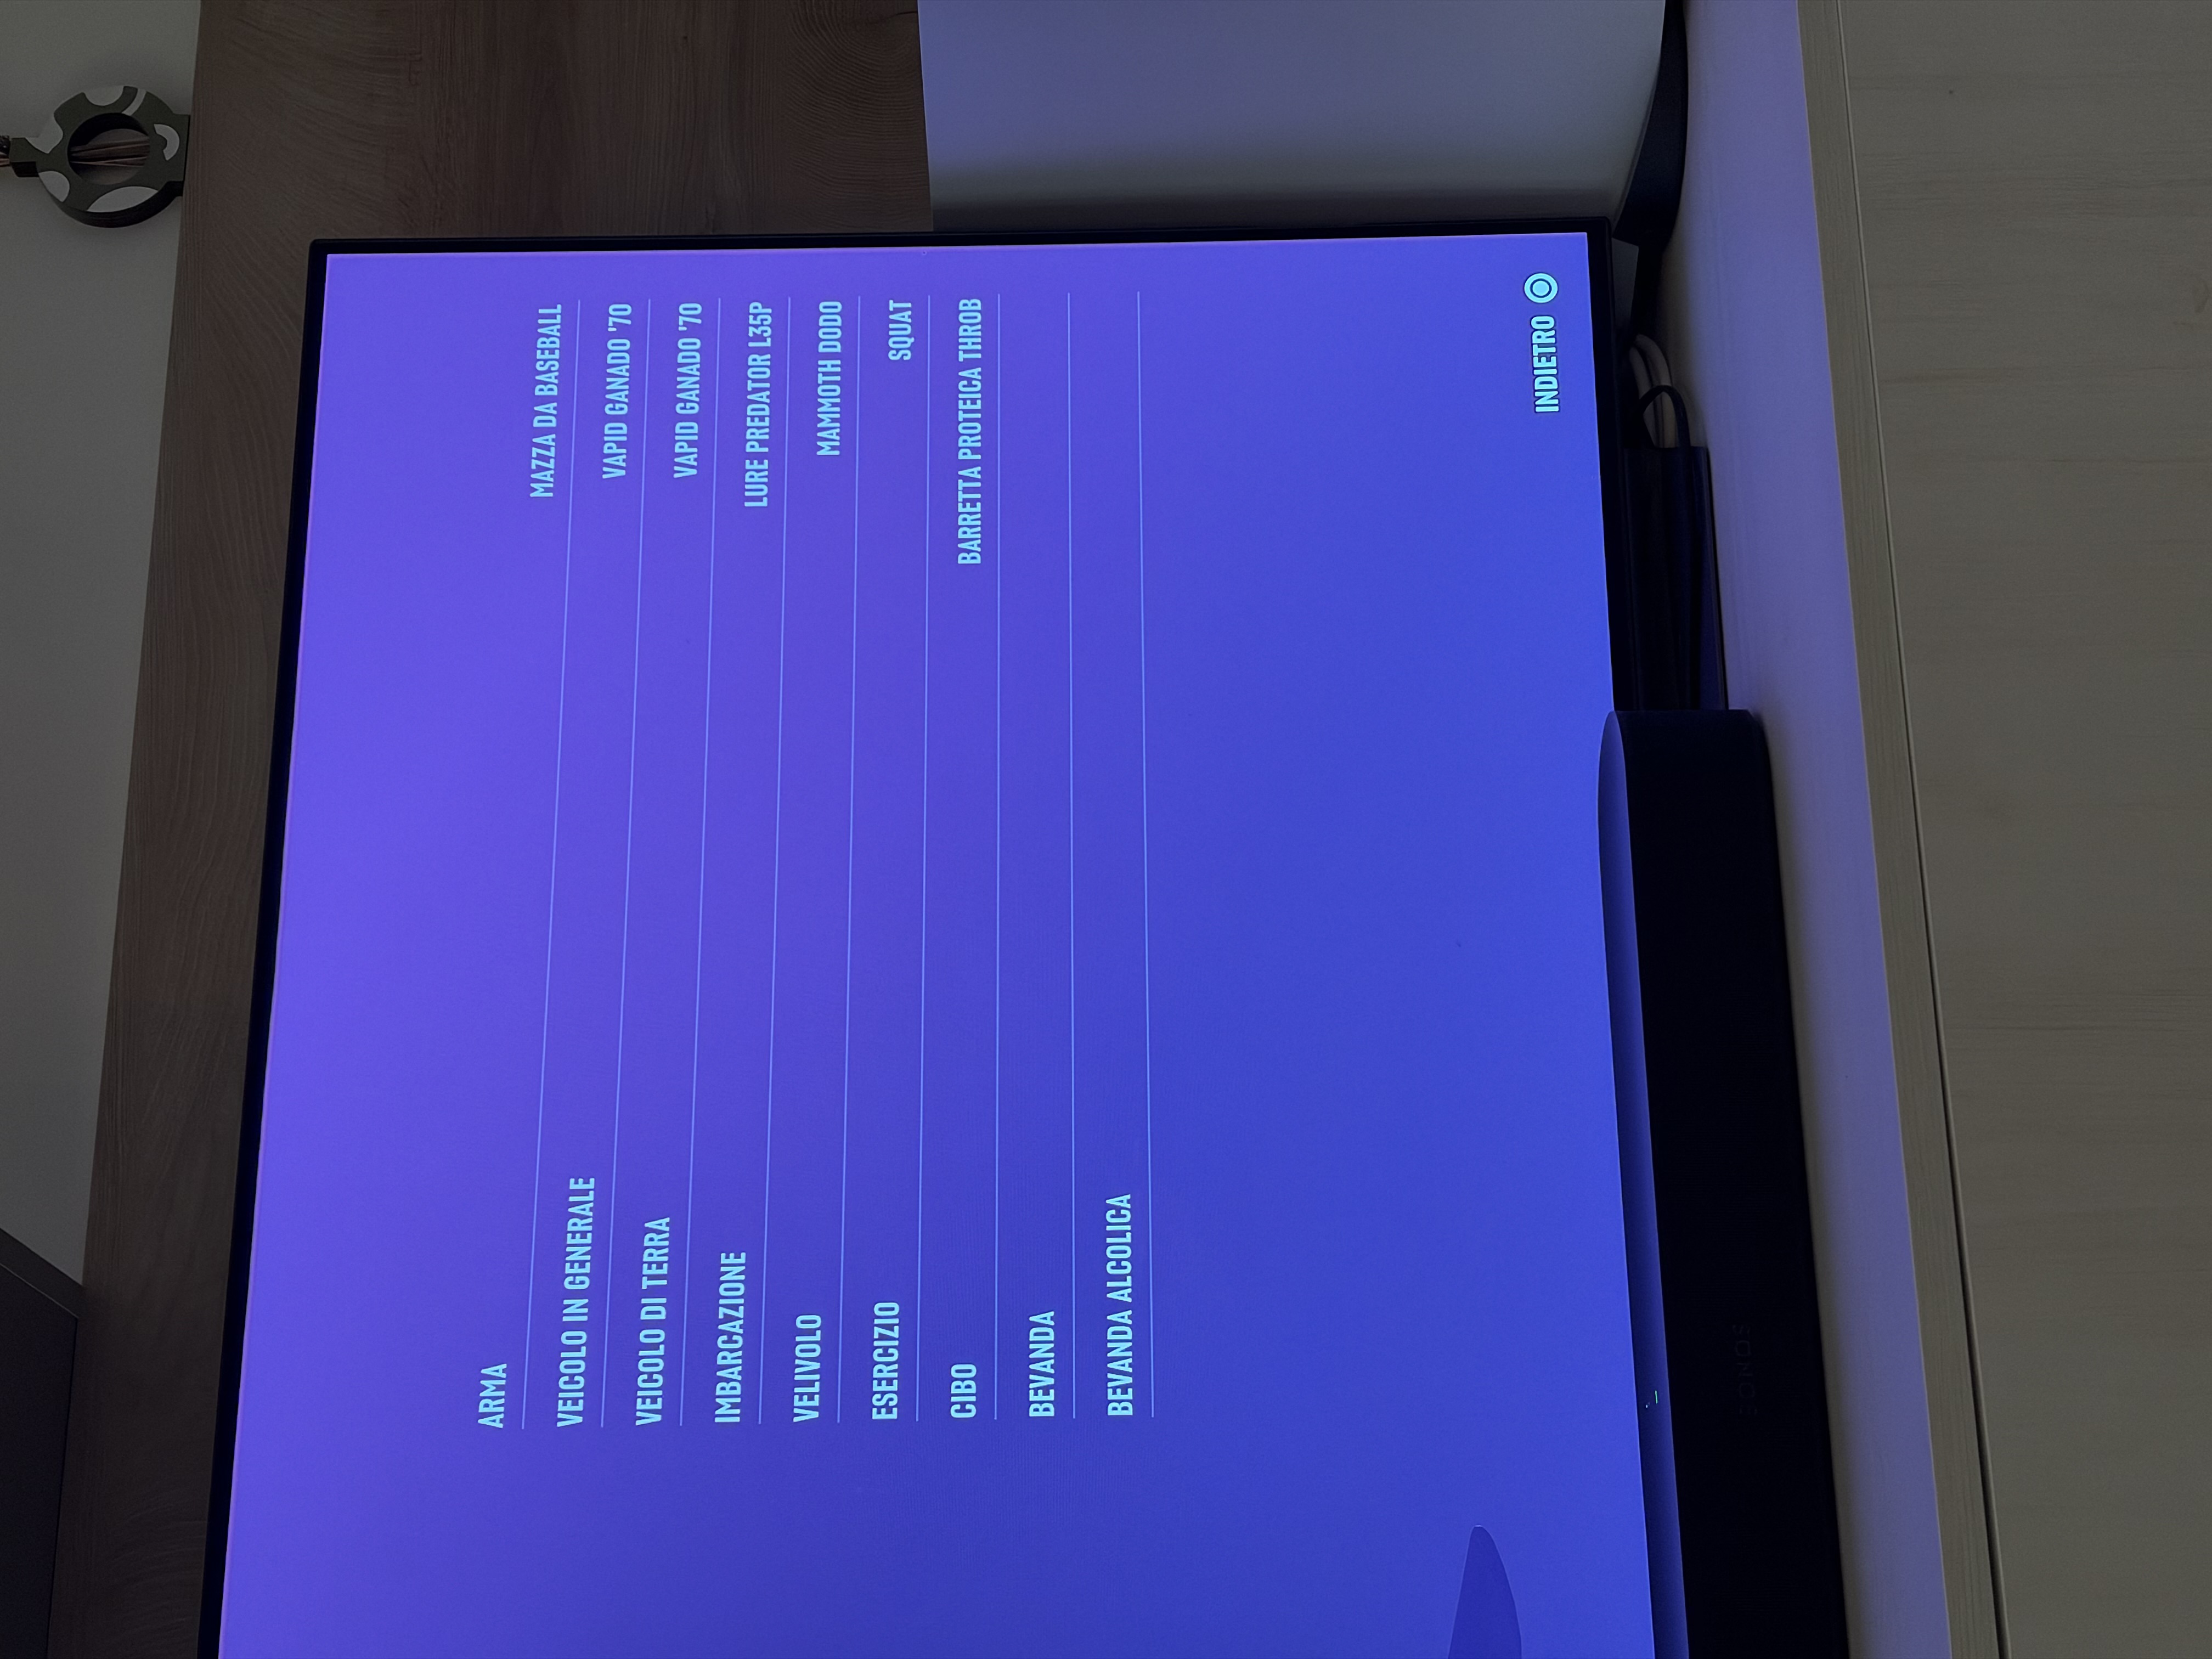 ARMA MAZZA DA BASEBALL
VEICOLO IN GENERALE VAPID GANADO '70
VEICOLO DI TERRA VAPID GANADO '70
IMBARCAZIONE LURE PREDATOR L35P
VELIVOLO MAMMOTH DODO
ESERCIZIO SQUAT
CIBO BARRETTA PROTEICA THROB
BEVANDA
BEVANDA ALCOLICA
INDIETRO
SONOS